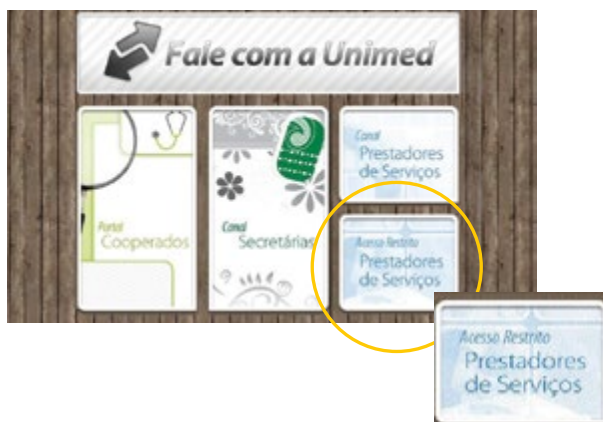 Fale com a Unimed
Portal
Cooperados
Canal
Secretárias
Canal
Prestadores
de Serviços
Acesso Restrito
Prestadores
de Serviços
Acesso Restrito
Prestadores
de Serviços